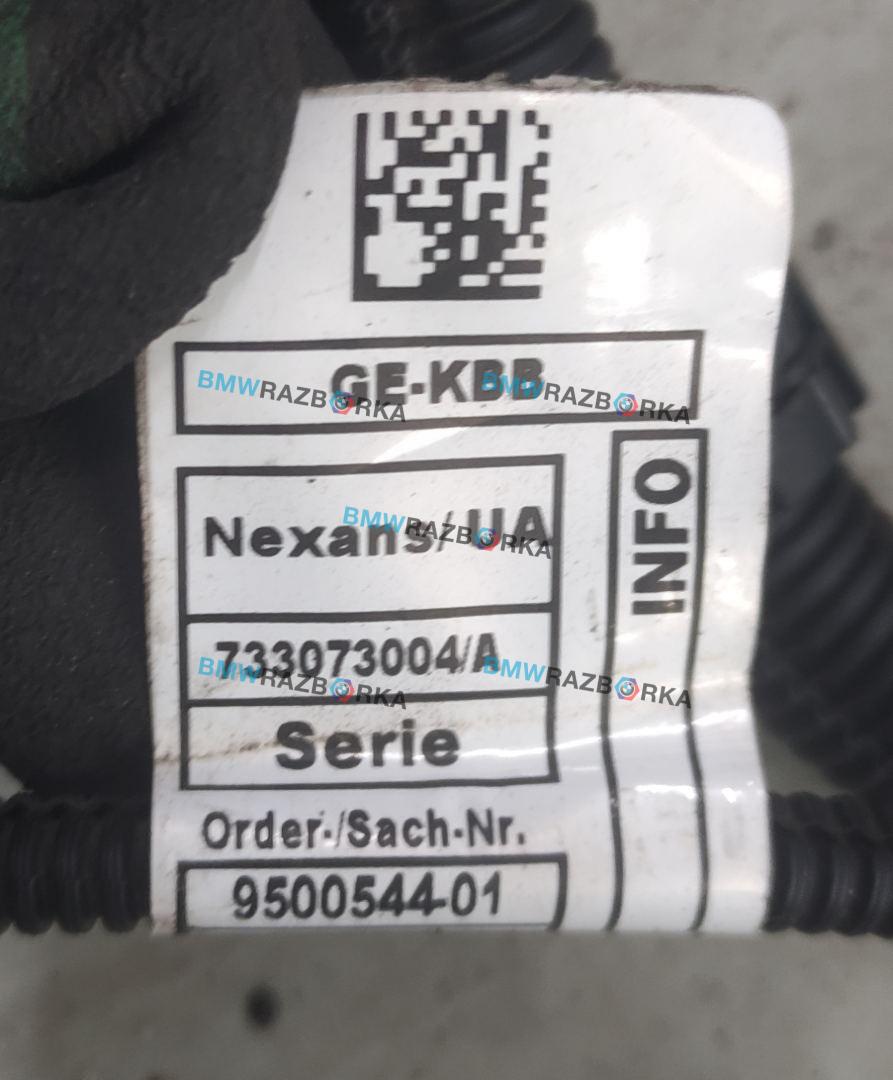 GE-KBB
BMWRAZBORKA
BMWRAZBORKA
INFO
Nexans/UA
BMWRAZBORKA
733073004/A
BMWRAZBORKA
BMWRAZBORKA
Serie
Order-/Sach-Nr.
9500544-01